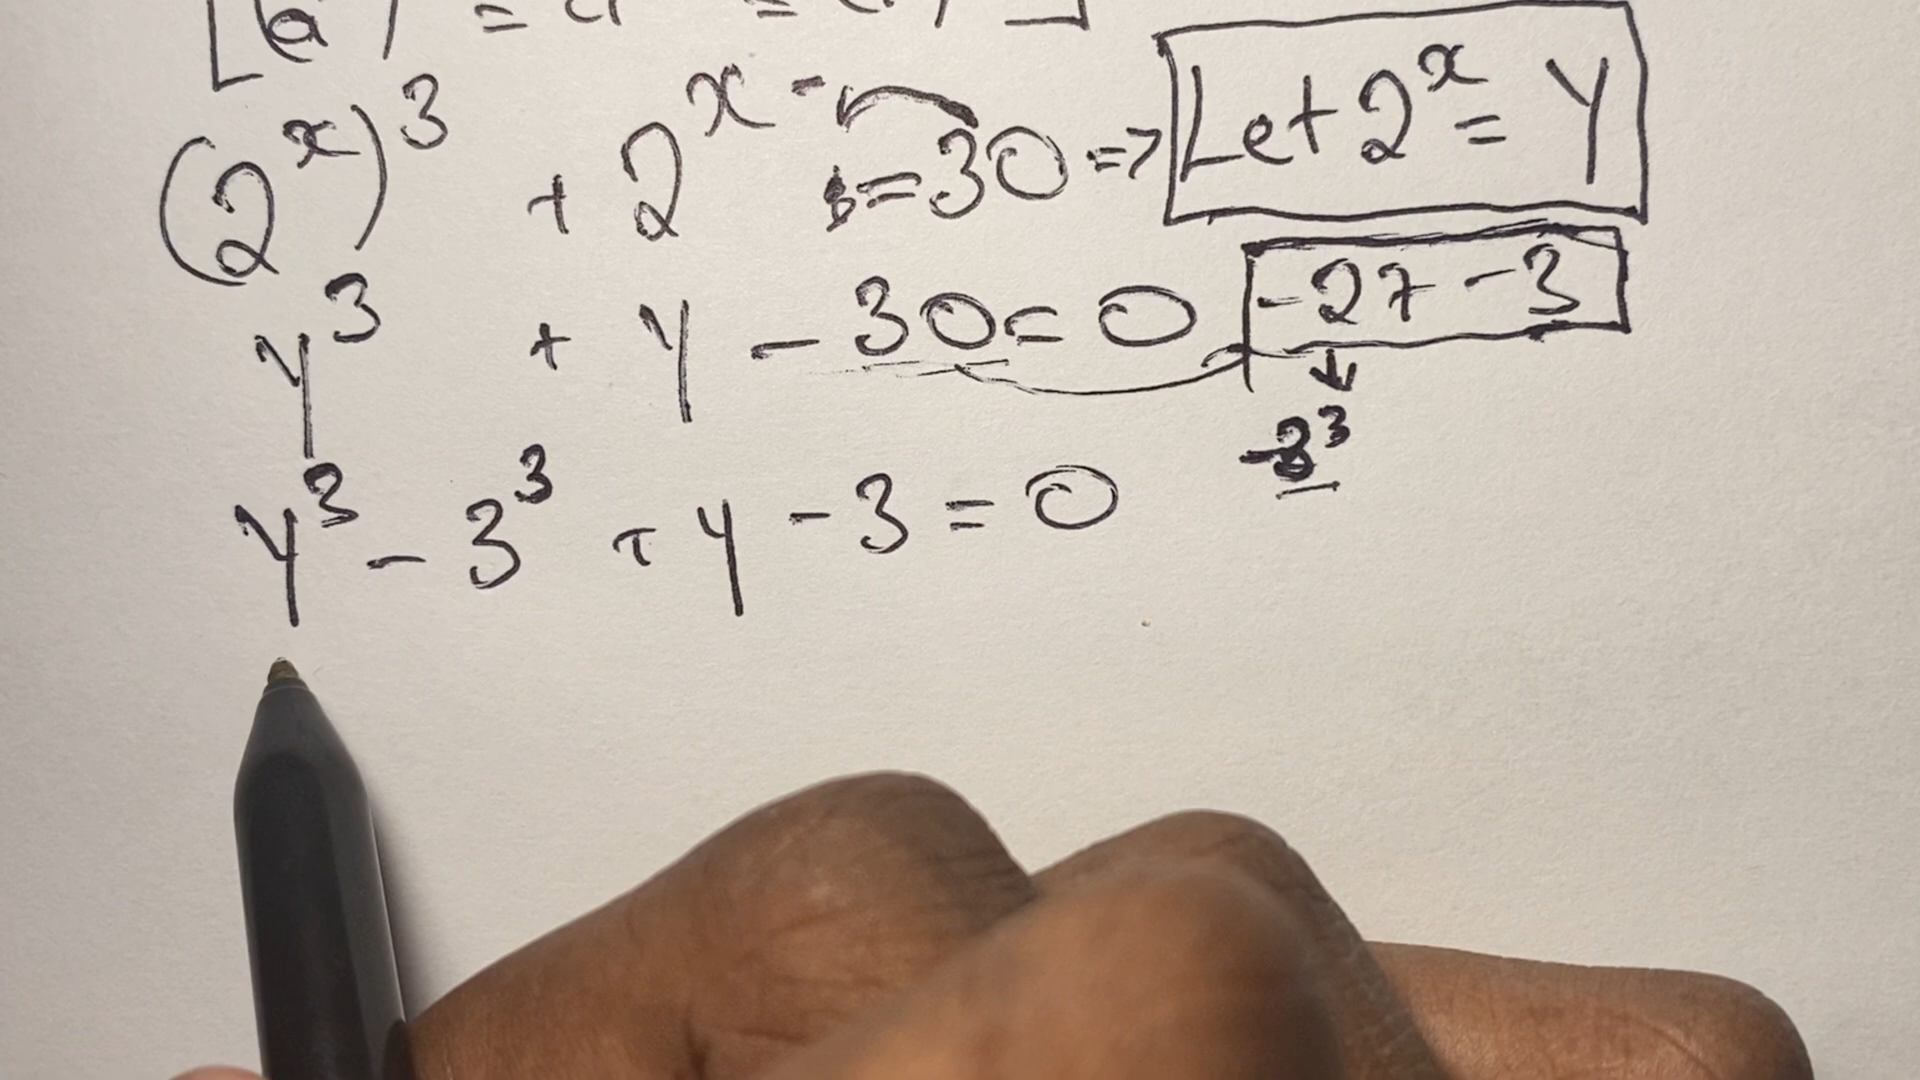 (2^x)^3 + 2^x = 30 => Let 2^x = y
y^3 + y - 30 = 0
-27 - 3
-3^3
y^3 - 3^3 + y - 3 = 0